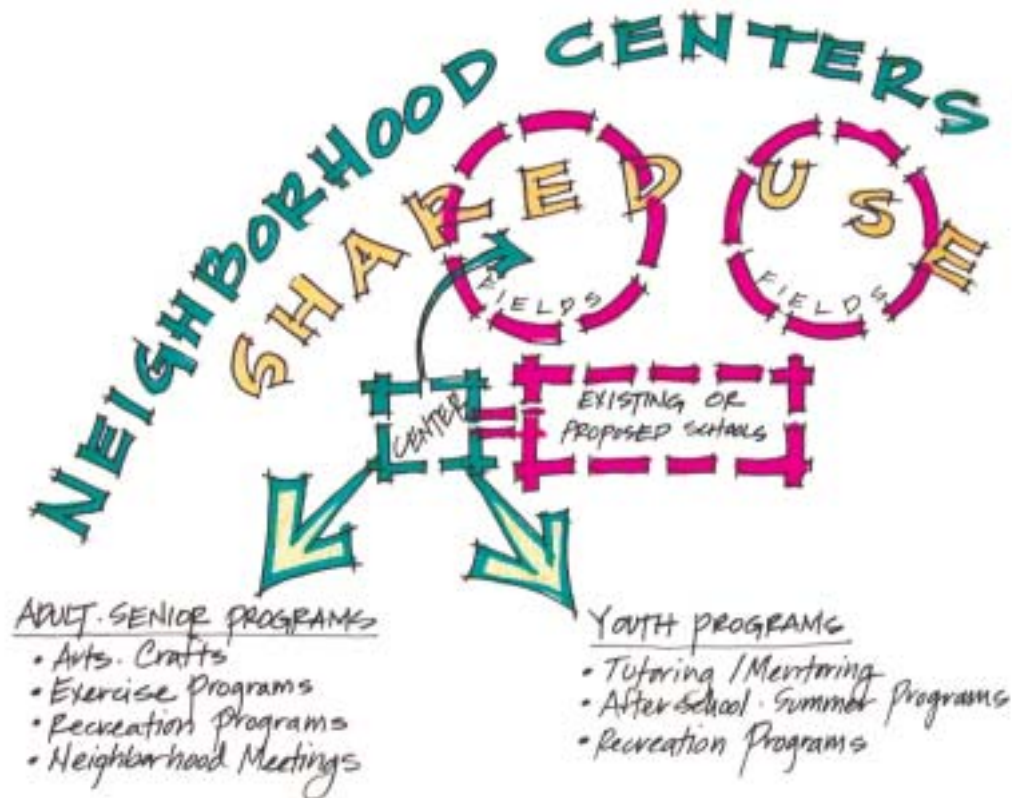 NEIGHBORHOOD CENTERS
SHARED USE
FIELDS
FIELDS
CENTER
EXISTING OR
PROPOSED SCHOOLS
ADULT · SENIOR PROGRAMS
• Arts · Crafts
• Exercise Programs
• Recreation Programs
• Neighborhood Meetings
YOUTH PROGRAMS
• Tutoring / Mentoring
• After School · Summer Programs
• Recreation Programs